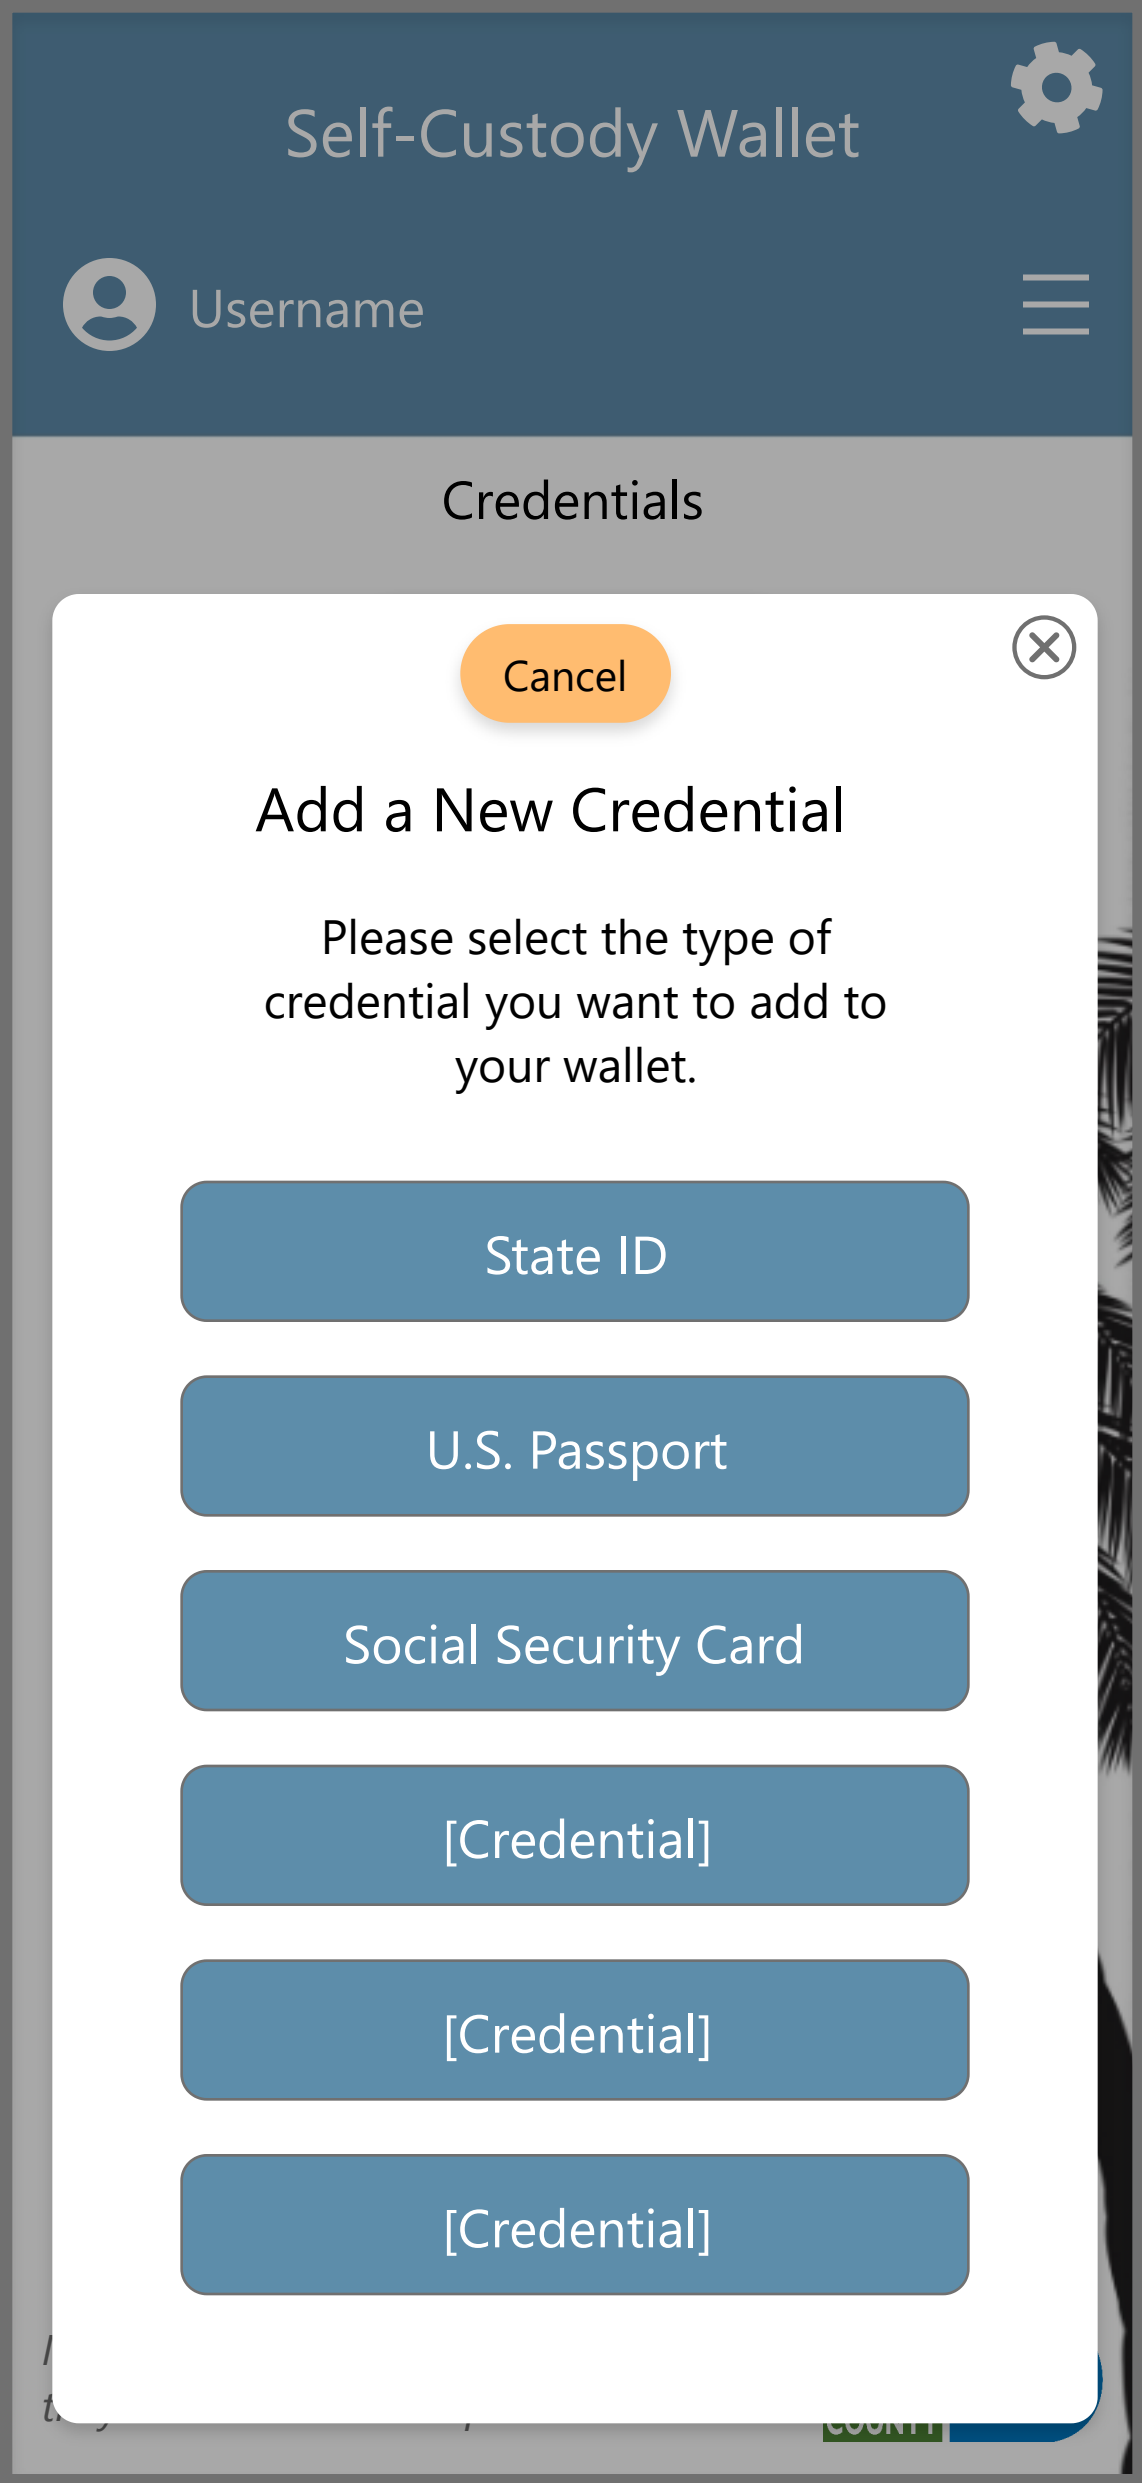 Self-Custody Wallet
Username
Credentials
Cancel
Add a New Credential
Please select the type of
credential you want to add to
your wallet.
State ID
U.S. Passport
Social Security Card
[Credential]
[Credential]
[Credential]
COUNTY